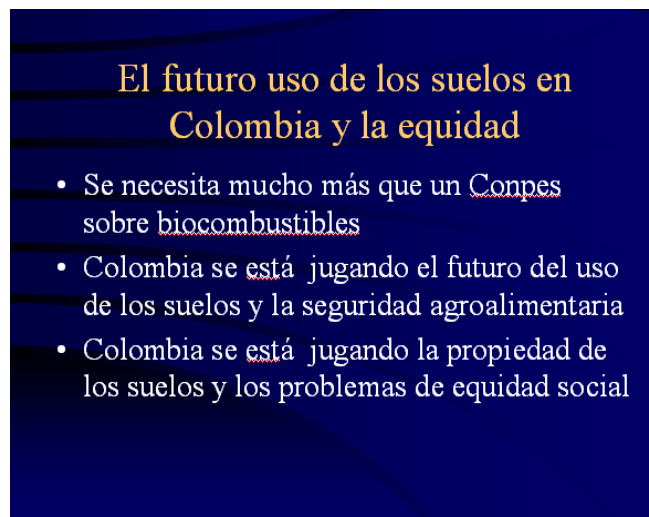 El futuro uso de los suelos en
Colombia y la equidad
• Se necesita mucho más que un Conpes
sobre biocombustibles
• Colombia se está  jugando el futuro del uso
de los suelos y la seguridad agroalimentaria
• Colombia se está  jugando la propiedad de
los suelos y los problemas de equidad social